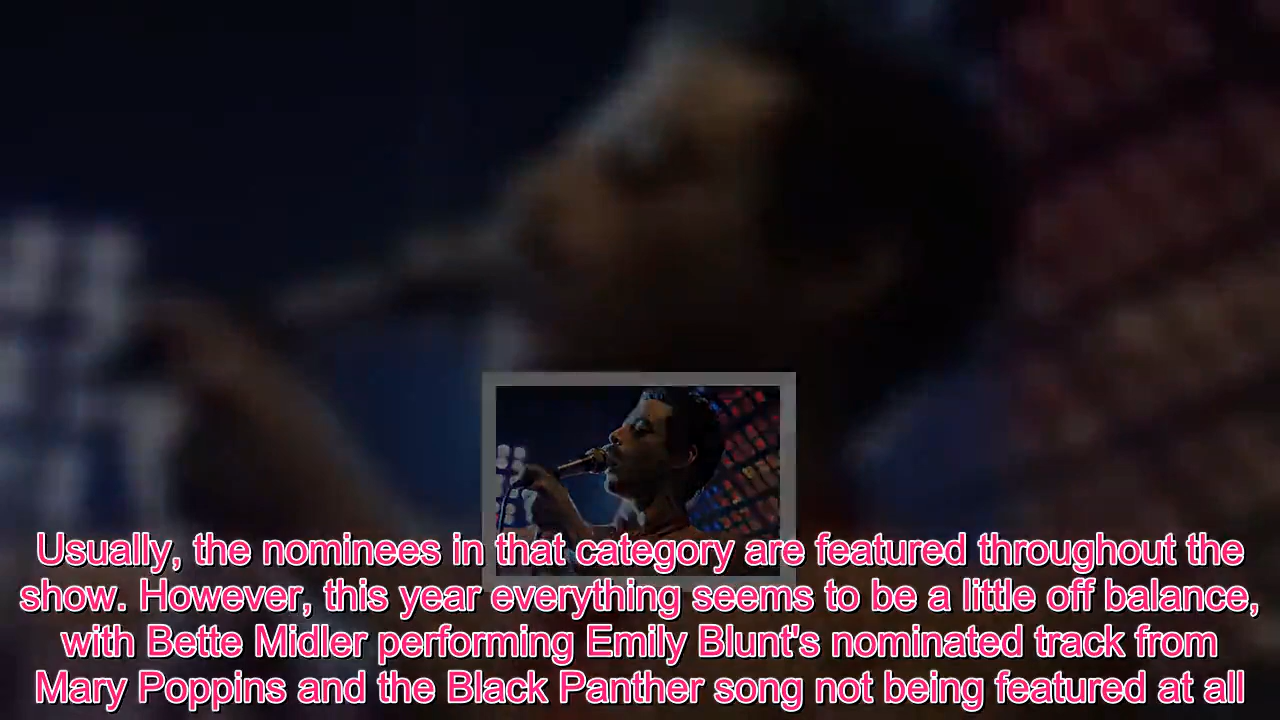 Usually, the nominees in that category are featured throughout the
show. However, this year everything seems to be a little off balance,
with Bette Midler performing Emily Blunt's nominated track from
Mary Poppins and the Black Panther song not being featured at all